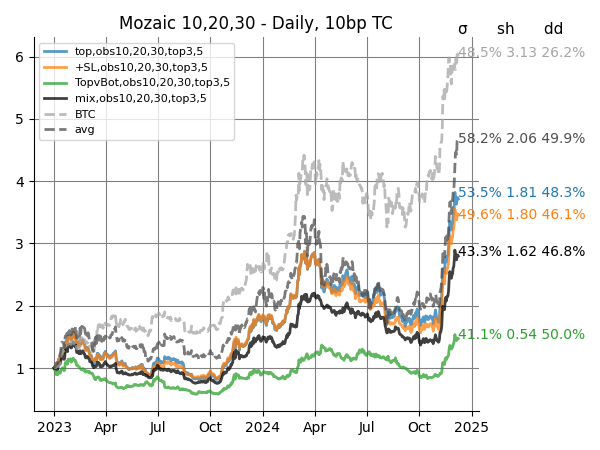 Mozaic 10,20,30 - Daily, 10bp TC
σ sh dd
top,obs10,20,30,top3,5
+SL,obs10,20,30,top3,5
TopvBot,obs10,20,30,top3,5
mix,obs10,20,30,top3,5
BTC
avg
48.5% 3.13 26.2%
58.2% 2.06 49.9%
53.5% 1.81 48.3%
49.6% 1.80 46.1%
43.3% 1.62 46.8%
41.1% 0.54 50.0%
6
5
4
3
2
1
2023 Apr Jul Oct 2024 Apr Jul Oct 2025